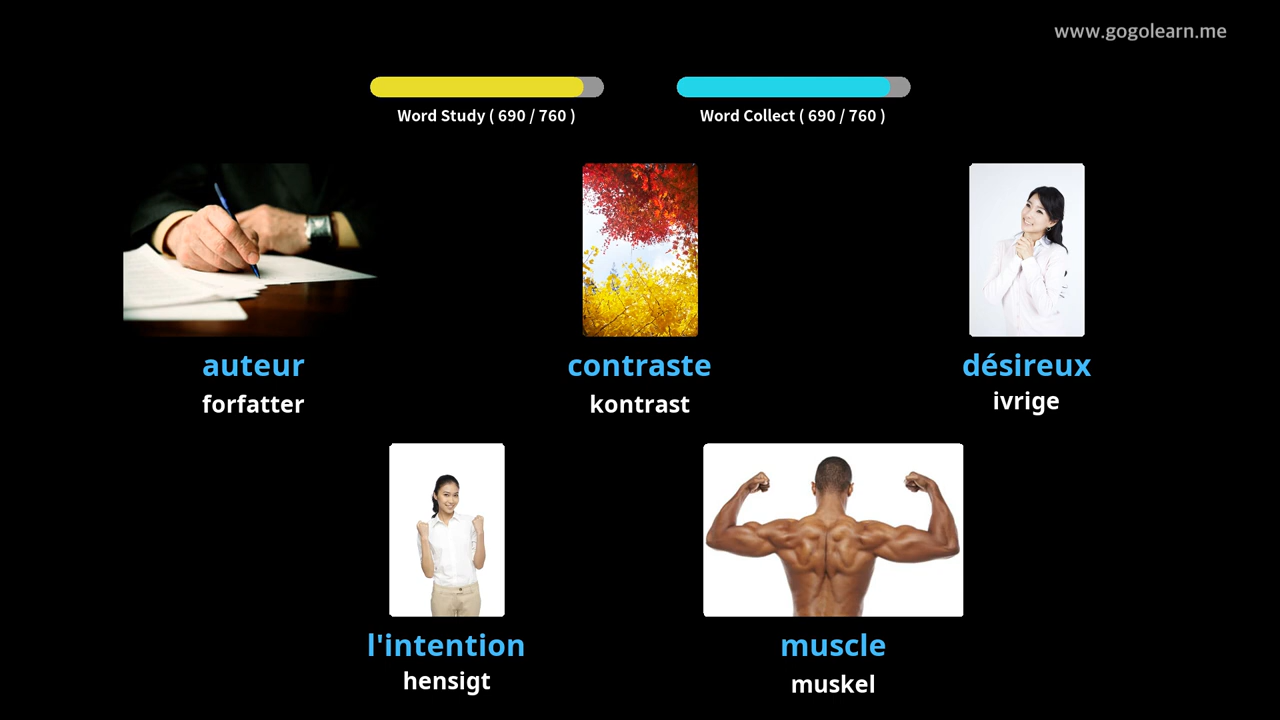 www.gogolearn.me
Word Study ( 690 / 760 )
Word Collect ( 690 / 760 )
auteur
forfatter
contraste
kontrast
désireux
ivrige
l'intention
hensigt
muscle
muskel